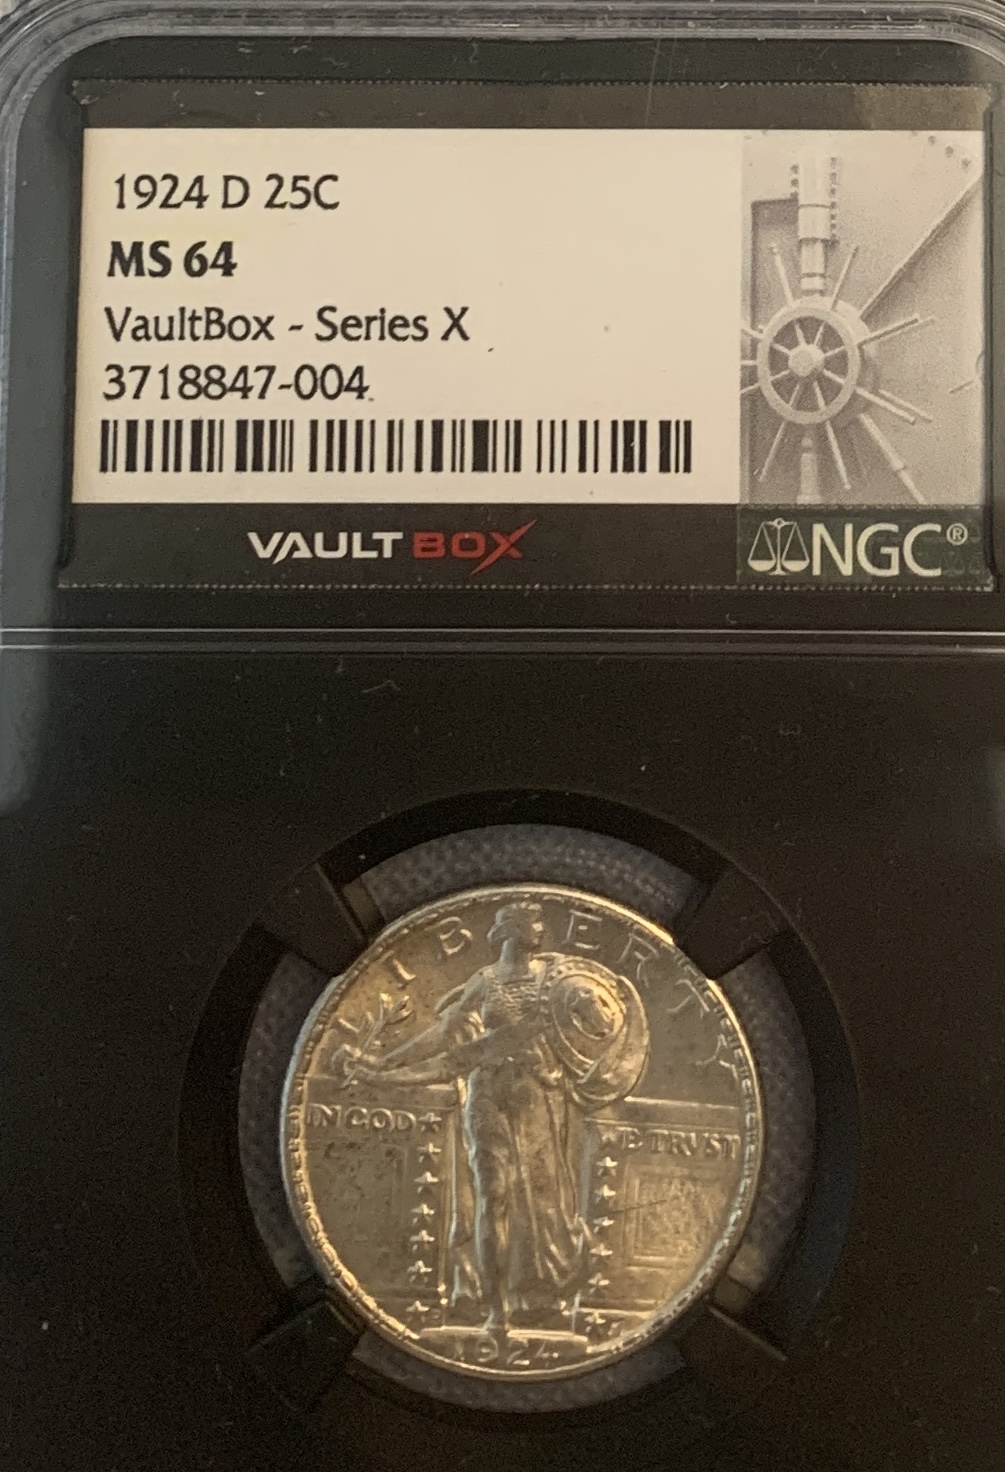 1924 D 25C
MS 64
VaultBox - Series X
3718847-004
VAULT BOX
NGC®
LIBERTY
IN GOD WE TRUST
1924